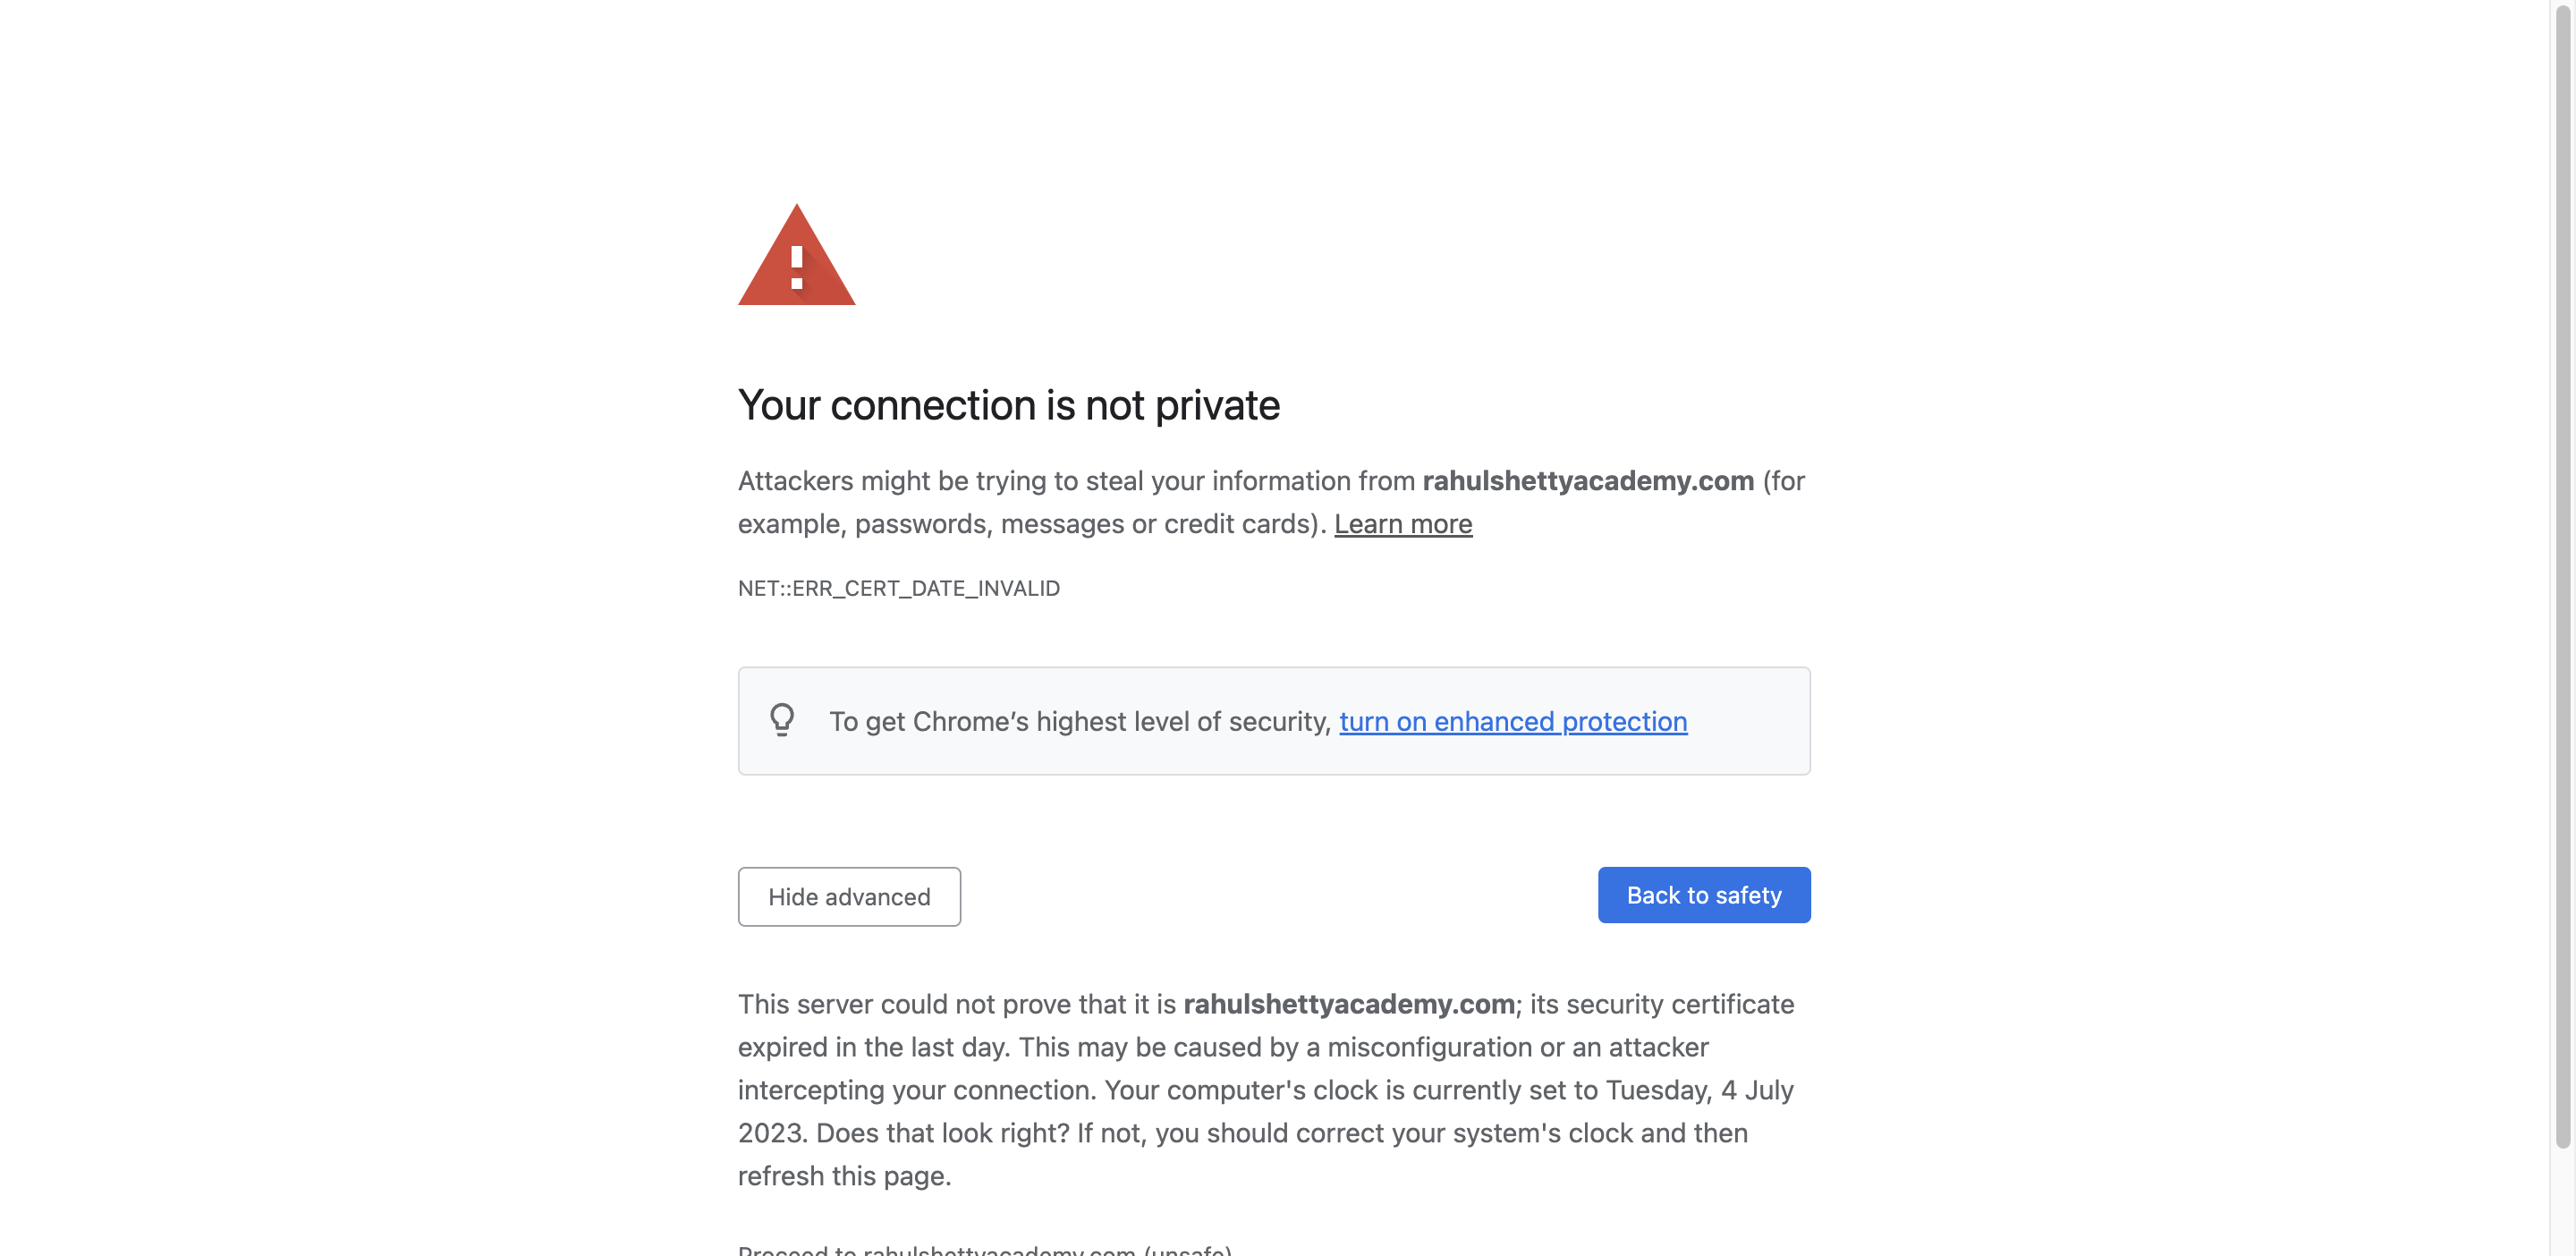 Your connection is not private
Attackers might be trying to steal your information from rahulshettyacademy.com (for
example, passwords, messages or credit cards). Learn more
NET::ERR_CERT_DATE_INVALID
To get Chrome’s highest level of security, turn on enhanced protection
Hide advanced
Back to safety
This server could not prove that it is rahulshettyacademy.com; its security certificate
expired in the last day. This may be caused by a misconfiguration or an attacker
intercepting your connection. Your computer's clock is currently set to Tuesday, 4 July
2023. Does that look right? If not, you should correct your system's clock and then
refresh this page.
Proceed to rahulshettyacademy.com (unsafe)